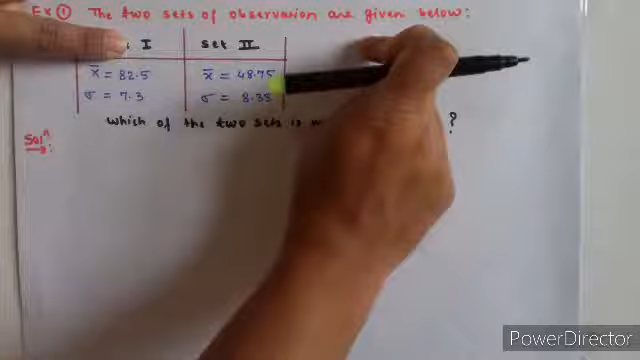 Ex ① The two sets of observarion are given below:
I
set II
x̄ = 82.5
x̄ = 48.75
σ = 7.3
σ = 8.35
which of the two sets is ?
Solⁿ:
PowerDirector